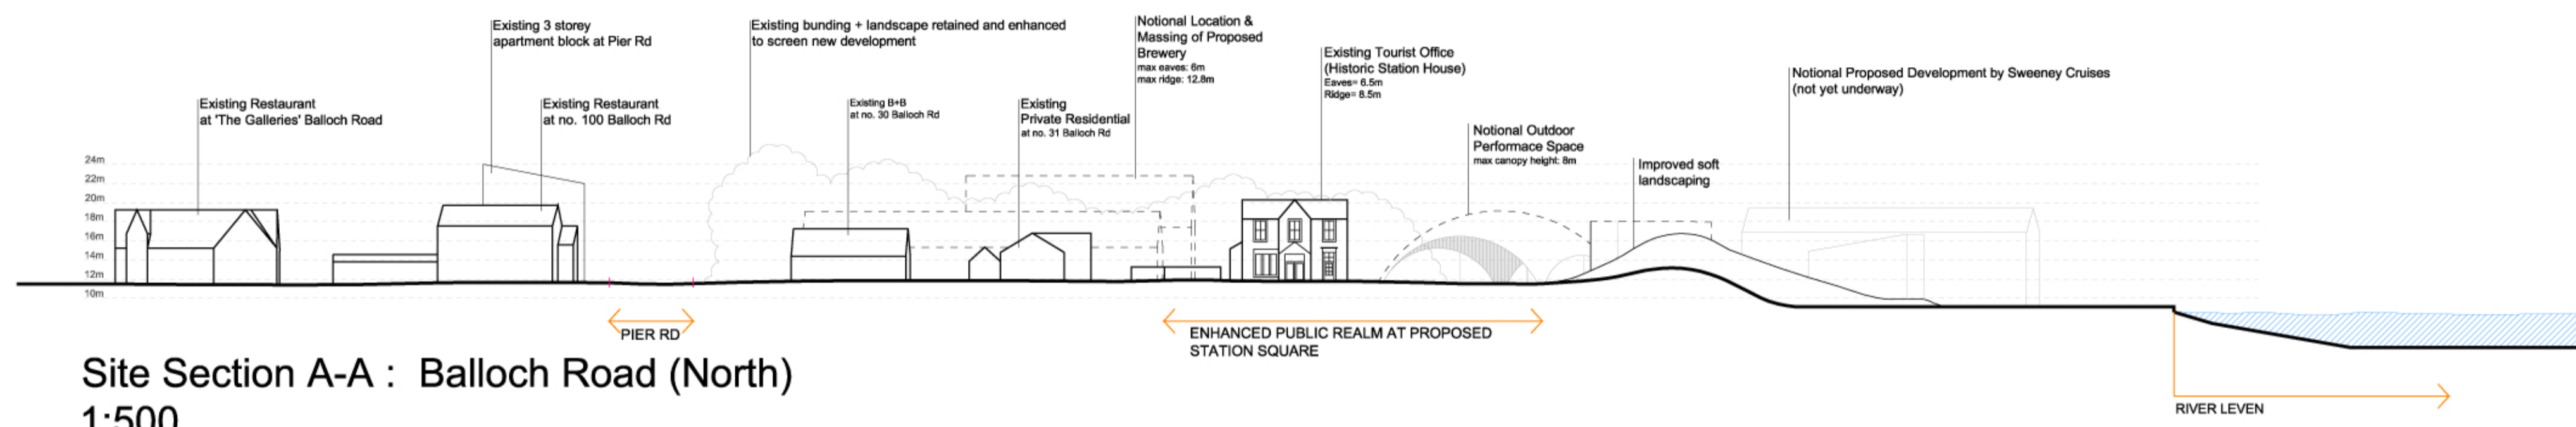 Existing 3 storey
apartment block at Pier Rd
Existing bunding + landscape retained and enhanced
to screen new development
Notional Location &
Massing of Proposed
Brewery
max eaves: 6m
max ridge: 12.8m
Existing Tourist Office
(Historic Station House)
Eaves= 6.5m
Ridge= 8.5m
Notional Proposed Development by Sweeney Cruises
(not yet underway)
Existing Restaurant
at 'The Galleries' Balloch Road
Existing Restaurant
at no. 100 Balloch Rd
Existing B+B
at no. 30 Balloch Rd
Existing
Private Residential
at no. 31 Balloch Rd
Notional Outdoor
Performace Space
max canopy height: 8m
Improved soft
landscaping
24m
22m
20m
18m
16m
14m
12m
10m
PIER RD
ENHANCED PUBLIC REALM AT PROPOSED
STATION SQUARE
Site Section A-A : Balloch Road (North)
1:500
RIVER LEVEN